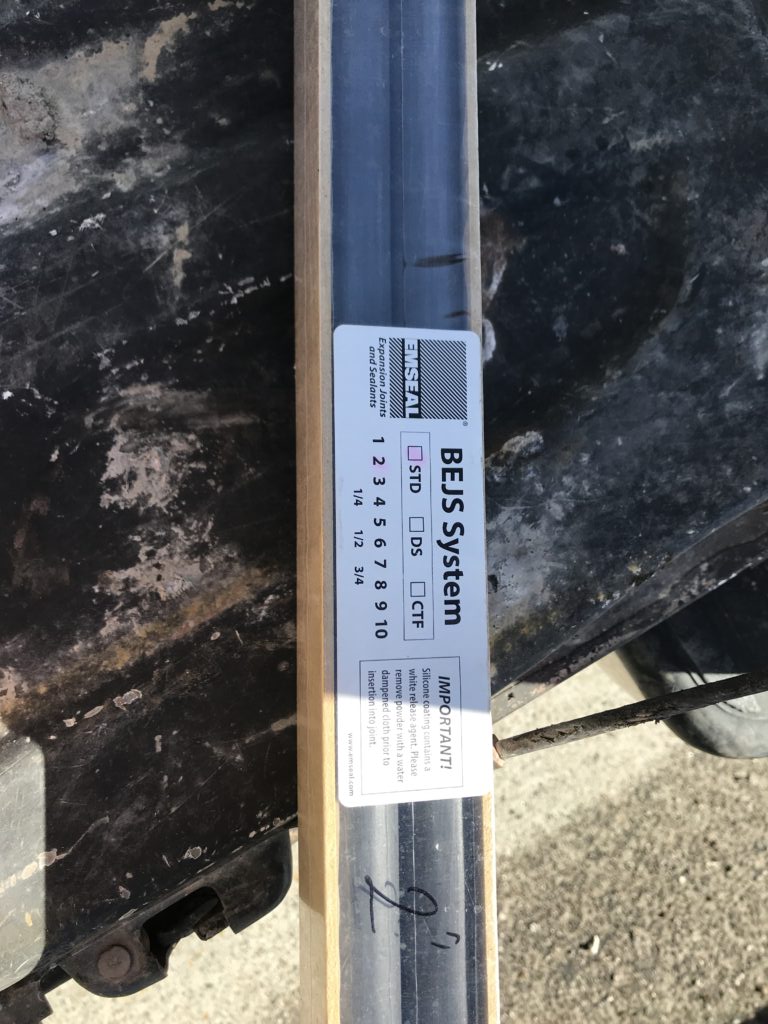 EMSEAL®
Expansion Joints
and Sealants
BEJS System
STD DS CTF
1 2 3 4 5 6 7 8 9 10
1/4 1/2 3/4
IMPORTANT!
Silicone coating contains a
white release agent. Please
remove powder with a water
dampened cloth prior to
insertion into joint.
www.emseal.com
2"